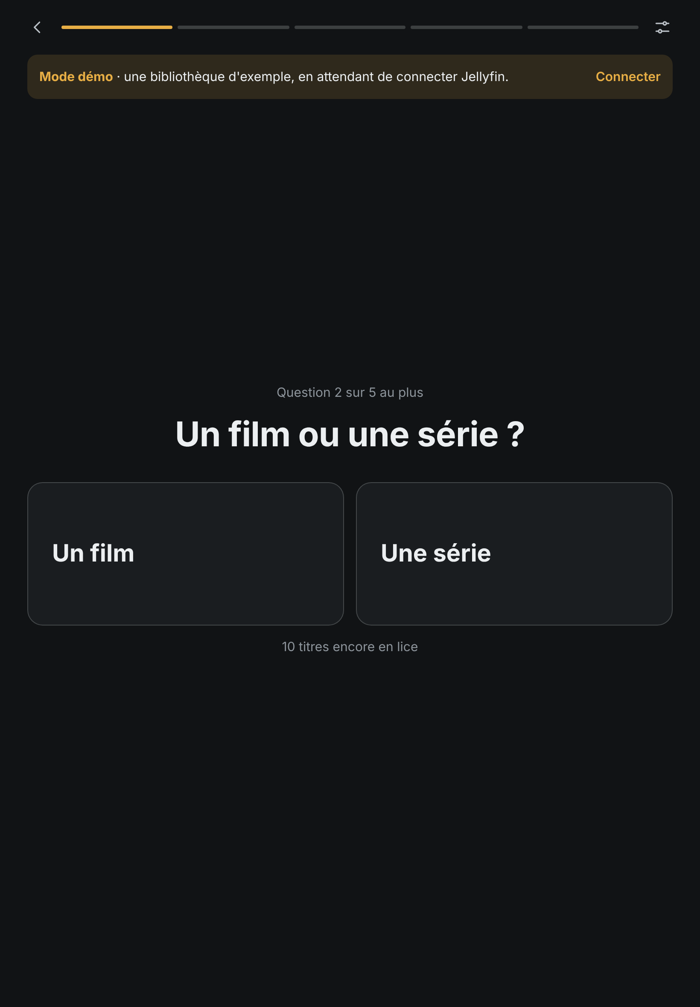 Mode démo · une bibliothèque d'exemple, en attendant de connecter Jellyfin. Connecter
Question 2 sur 5 au plus
Un film ou une série ?
Un film
Une série
10 titres encore en lice